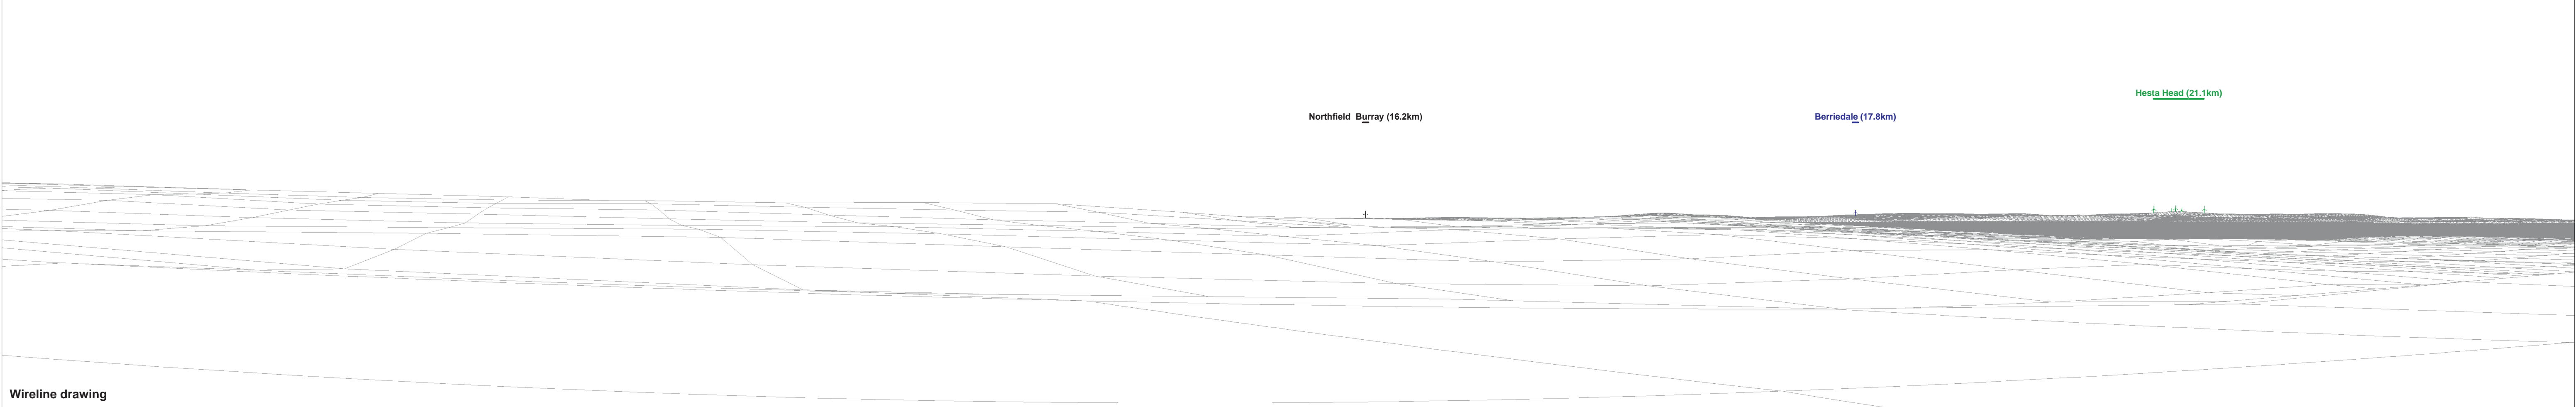 Hesta Head (21.1km)
Northfield  Burray (16.2km)
Berriedale (17.8km)
Wireline drawing